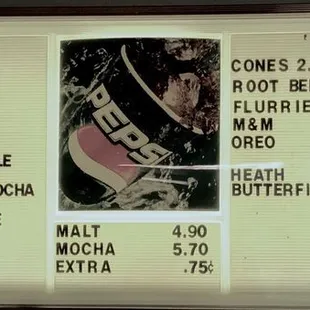 LE
OCHA
PEPSI
MALT 4.90
MOCHA 5.70
EXTRA .75¢
CONES 2.
ROOT BE
FLURRIE
M&M
OREO
HEATH
BUTTERFI